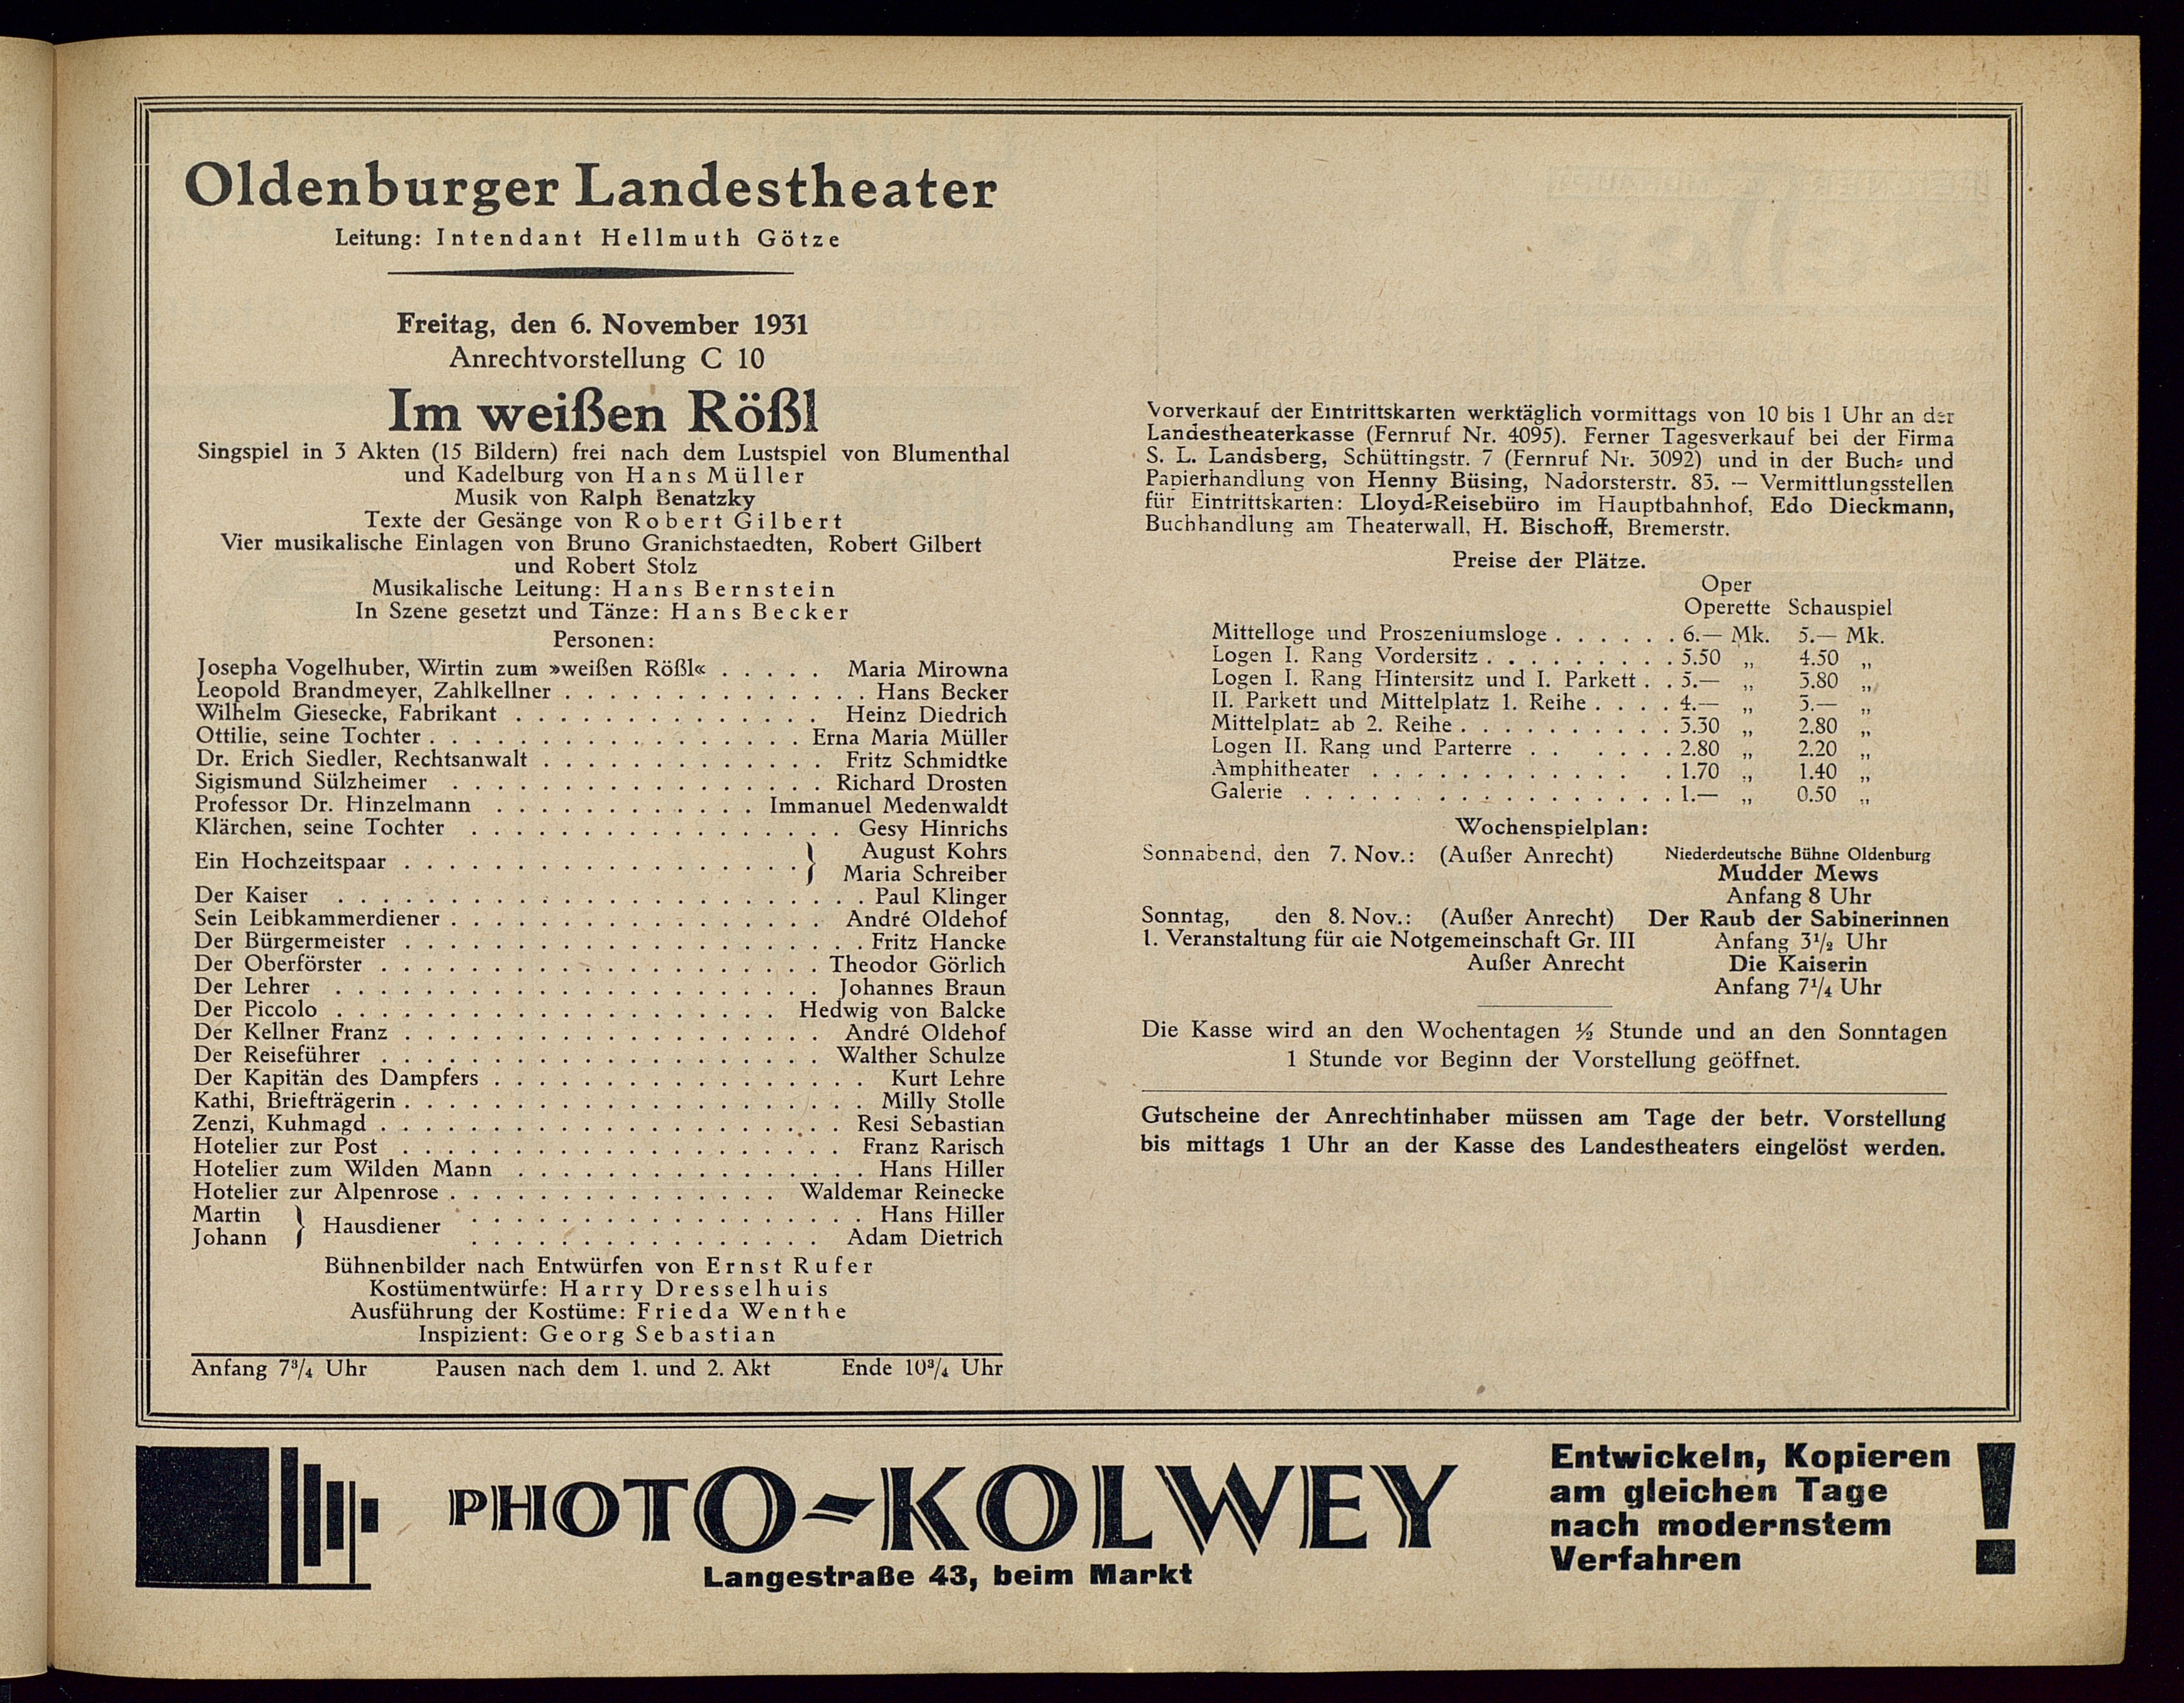 Oldenburger Landestheater
Leitung: Intendant Hellmuth Götze
Freitag, den 6. November 1931
Anrechtvorstellung C 10
Im weißen Rößl
Singspiel in 3 Akten (15 Bildern) frei nach dem Lustspiel von Blumenthal
und Kadelburg von Hans Müller
Musik von Ralph Benatzky
Texte der Gesänge von Robert Gilbert
Vier musikalische Einlagen von Bruno Granichstaedten, Robert Gilbert
und Robert Stolz
Musikalische Leitung: Hans Bernstein
In Szene gesetzt und Tänze: Hans Becker
Personen:
Josepha Vogelhuber, Wirtin zum »weißen Rößl« . . . . . Maria Mirowna
Leopold Brandmeyer, Zahlkellner . . . . . . . . . . . . . . Hans Becker
Wilhelm Giesecke, Fabrikant . . . . . . . . . . . . . . Heinz Diedrich
Ottilie, seine Tochter . . . . . . . . . . . . . . . . . Erna Maria Müller
Dr. Erich Siedler, Rechtsanwalt . . . . . . . . . . . . . Fritz Schmidtke
Sigismund Sülzheimer . . . . . . . . . . . . . . . . . Richard Drosten
Professor Dr. Hinzelmann . . . . . . . . . . . . Immanuel Medenwaldt
Klärchen, seine Tochter . . . . . . . . . . . . . . . . . Gesy Hinrichs
Ein Hochzeitspaar . . . . . . . . . . . . . . . . . . } August Kohrs
Maria Schreiber
Der Kaiser . . . . . . . . . . . . . . . . . . . . . . . . Paul Klinger
Sein Leibkammerdiener . . . . . . . . . . . . . . . . . André Oldehof
Der Bürgermeister . . . . . . . . . . . . . . . . . . . . . Fritz Hancke
Der Oberförster . . . . . . . . . . . . . . . . . . . . Theodor Görlich
Der Lehrer . . . . . . . . . . . . . . . . . . . . . . Johannes Braun
Der Piccolo . . . . . . . . . . . . . . . . . . . . Hedwig von Balcke
Der Kellner Franz . . . . . . . . . . . . . . . . . . . André Oldehof
Der Reiseführer . . . . . . . . . . . . . . . . . . . . Walther Schulze
Der Kapitän des Dampfers . . . . . . . . . . . . . . . . . Kurt Lehre
Kathi, Briefträgerin . . . . . . . . . . . . . . . . . . . . . Milly Stolle
Zenzi, Kuhmagd . . . . . . . . . . . . . . . . . . . . . Resi Sebastian
Hotelier zur Post . . . . . . . . . . . . . . . . . . . . Franz Rarisch
Hotelier zum Wilden Mann . . . . . . . . . . . . . . . . Hans Hiller
Hotelier zur Alpenrose . . . . . . . . . . . . . . . Waldemar Reinecke
Martin } Hausdiener . . . . . . . . . . . . . . . . . . Hans Hiller
Johann . . . . . . . . . . . . . . . . Adam Dietrich
Bühnenbilder nach Entwürfen von Ernst Rufer
Kostümentwürfe: Harry Dresselhuis
Ausführung der Kostüme: Frieda Wenthe
Inspizient: Georg Sebastian
Anfang 7¾ Uhr Pausen nach dem 1. und 2. Akt Ende 10¾ Uhr
Vorverkauf der Eintrittskarten werktäglich vormittags von 10 bis 1 Uhr an der
Landestheaterkasse (Fernruf Nr. 4095). Ferner Tagesverkauf bei der Firma
S. L. Landsberg, Schüttingstr. 7 (Fernruf Nr. 3092) und in der Buch- und
Papierhandlung von Henny Büsing, Nadorsterstr. 83. — Vermittlungsstellen
für Eintrittskarten: Lloyd-Reisebüro im Hauptbahnhof, Edo Dieckmann,
Buchhandlung am Theaterwall, H. Bischoff, Bremerstr.
Preise der Plätze.
Oper
Operette Schauspiel
Mittelloge und Proszeniumsloge . . . . . . 6.— Mk. 5.— Mk.
Logen I. Rang Vordersitz . . . . . . . . . 5.50 „ 4.50 „
Logen I. Rang Hintersitz und I. Parkett . . 5.— „ 3.80 „
II. Parkett und Mittelplatz 1. Reihe . . . . 4.— „ 3.— „
Mittelplatz ab 2. Reihe . . . . . . . . . . 3.30 „ 2.80 „
Logen II. Rang und Parterre . . . . . . 2.80 „ 2.20 „
Amphitheater . . . . . . . . . . . . . 1.70 „ 1.40 „
Galerie . . . . . . . . . . . . . . . . . 1.— „ 0.50 „
Wochenspielplan:
Sonnabend, den 7. Nov.: (Außer Anrecht) Niederdeutsche Bühne Oldenburg
Mudder Mews
Anfang 8 Uhr
Sonntag, den 8. Nov.: (Außer Anrecht) Der Raub der Sabinerinnen
1. Veranstaltung für die Notgemeinschaft Gr. III Anfang 3½ Uhr
Außer Anrecht Die Kaiserin
Anfang 7¼ Uhr
Die Kasse wird an den Wochentagen ½ Stunde und an den Sonntagen
1 Stunde vor Beginn der Vorstellung geöffnet.
Gutscheine der Anrechtinhaber müssen am Tage der betr. Vorstellung
bis mittags 1 Uhr an der Kasse des Landestheaters eingelöst werden.
PHOTO-KOLWEY
Langestraße 43, beim Markt
Entwickeln, Kopieren
am gleichen Tage
nach modernstem
Verfahren
!